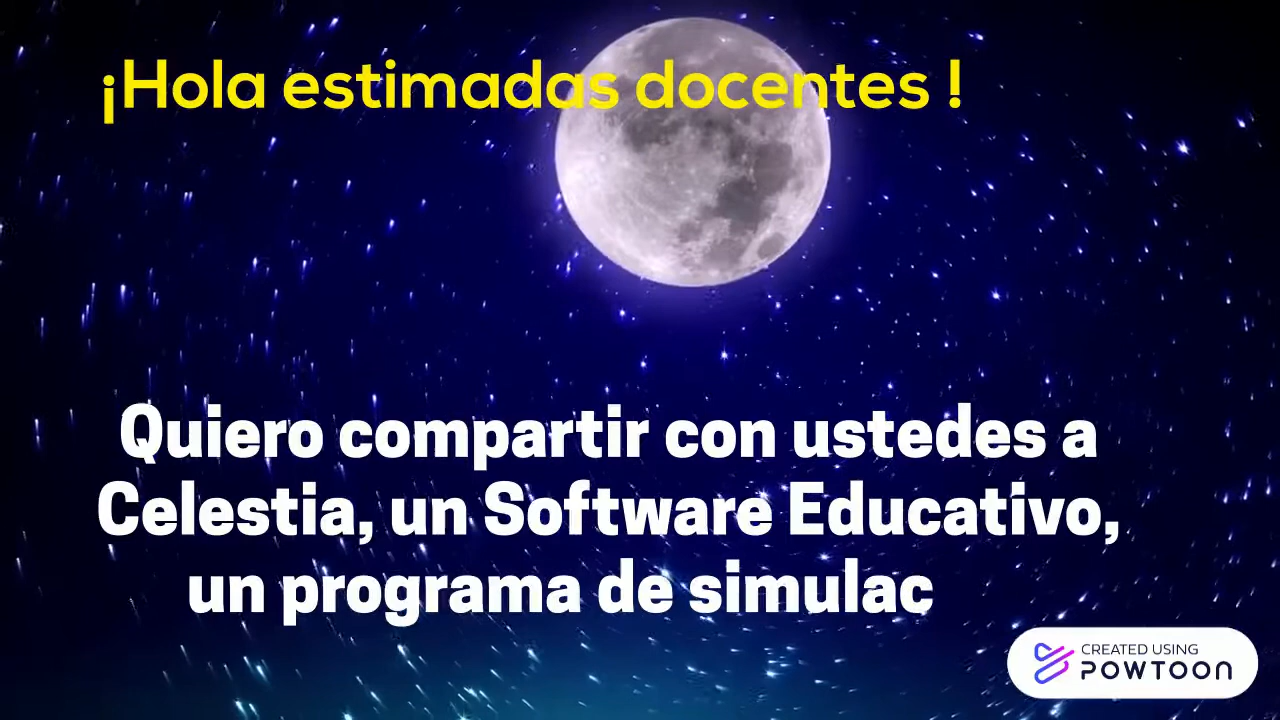 ¡Hola estimadas docentes !
Quiero compartir con ustedes a
Celestia, un Software Educativo,
un programa de simulac
CREATED USING
POWTOON